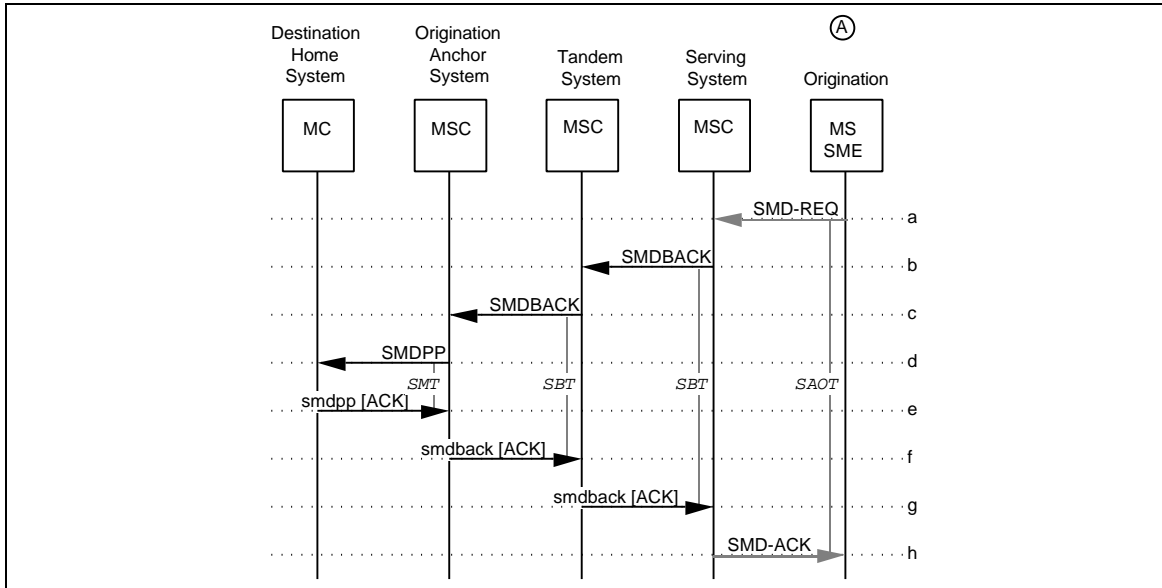 A
Destination
Home
System
Origination
Anchor
System
Tandem
System
Serving
System
Origination
MC
MSC
MSC
MSC
MS
SME
SMD-REQ
a
SMDBACK
b
SMDBACK
c
SMDPP
d
SMT
SBT
SBT
SAOT
smdpp [ACK]
e
smdback [ACK]
f
smdback [ACK]
g
SMD-ACK
h